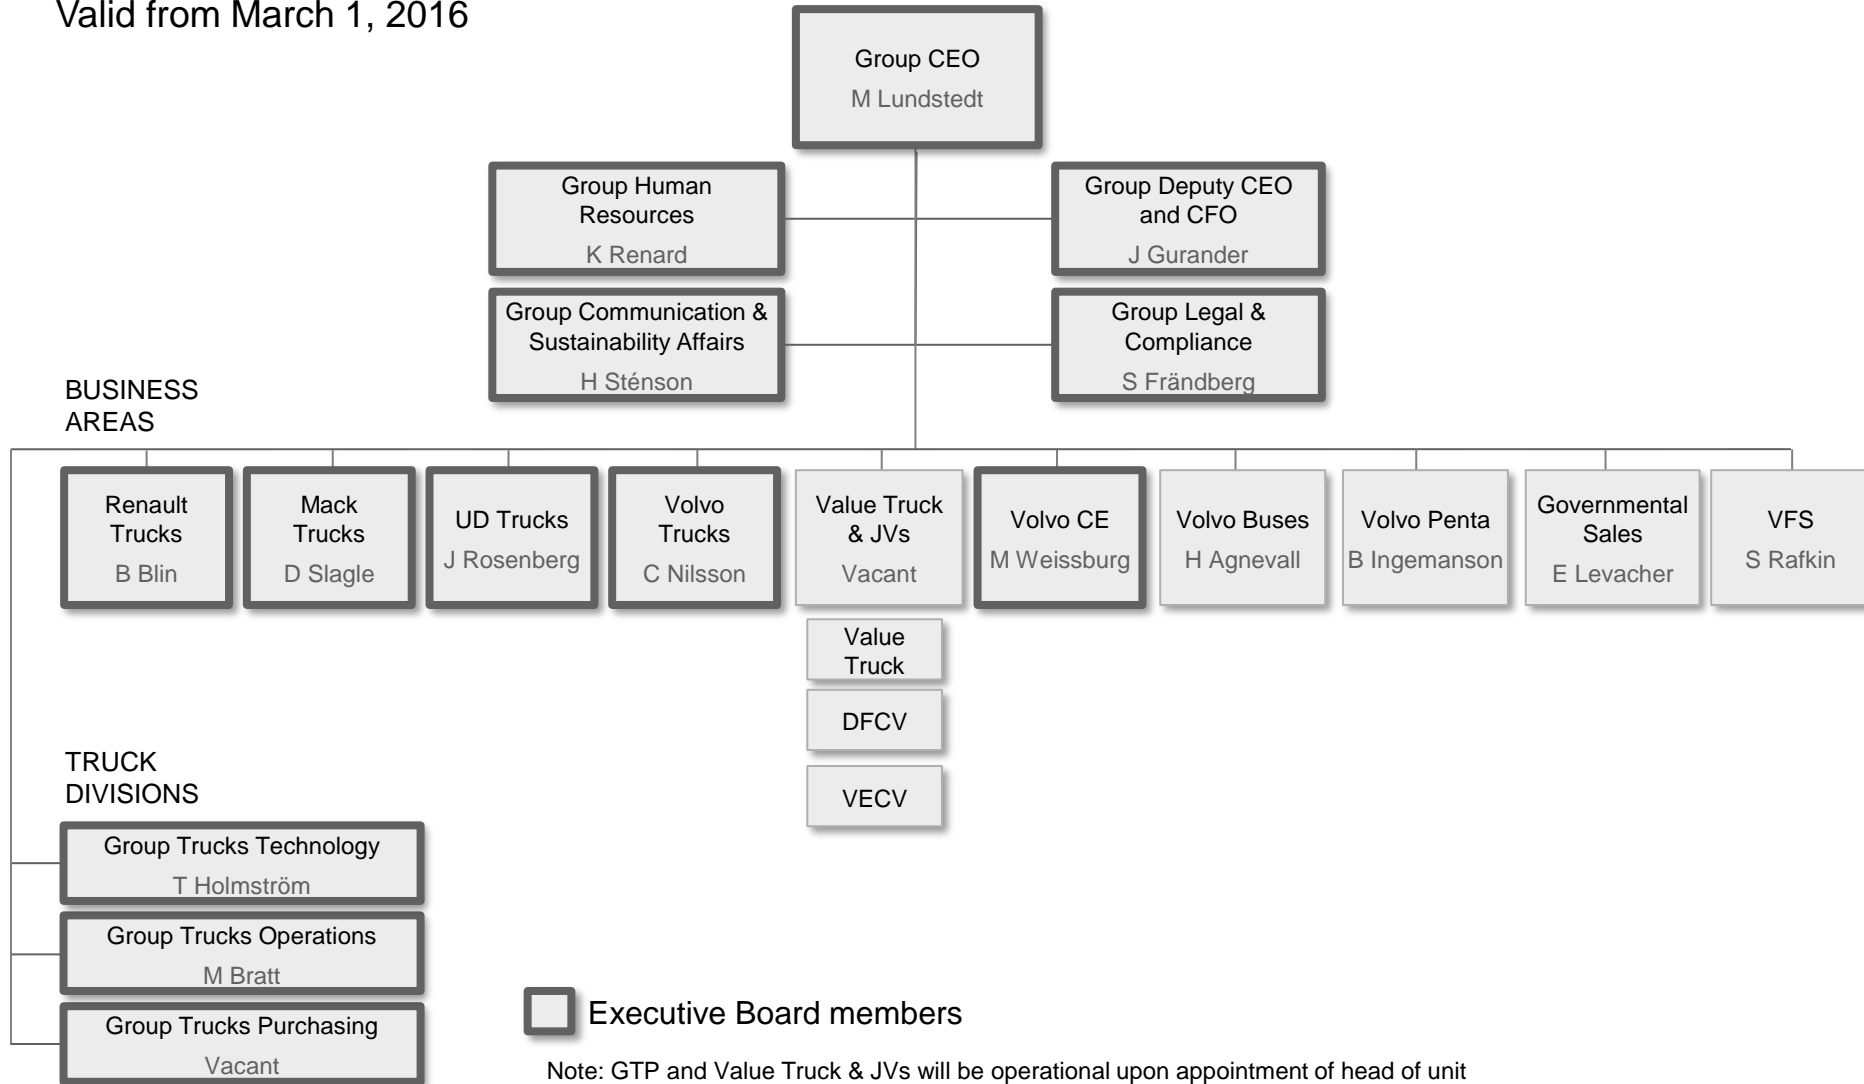 Valid from March 1, 2016
Group CEO
M Lundstedt
Group Human
Resources
K Renard
Group Deputy CEO
and CFO
J Gurander
Group Communication &
Sustainability Affairs
H Sténson
Group Legal &
Compliance
S Frändberg
BUSINESS
AREAS
Renault
Trucks
B Blin
Mack
Trucks
D Slagle
UD Trucks
J Rosenberg
Volvo
Trucks
C Nilsson
Value Truck
& JVs
Vacant
Volvo CE
M Weissburg
Volvo Buses
H Agnevall
Volvo Penta
B Ingemanson
Governmental
Sales
E Levacher
VFS
S Rafkin
Value
Truck
DFCV
VECV
TRUCK
DIVISIONS
Group Trucks Technology
T Holmström
Group Trucks Operations
M Bratt
Group Trucks Purchasing
Vacant
Executive Board members
Note: GTP and Value Truck & JVs will be operational upon appointment of head of unit